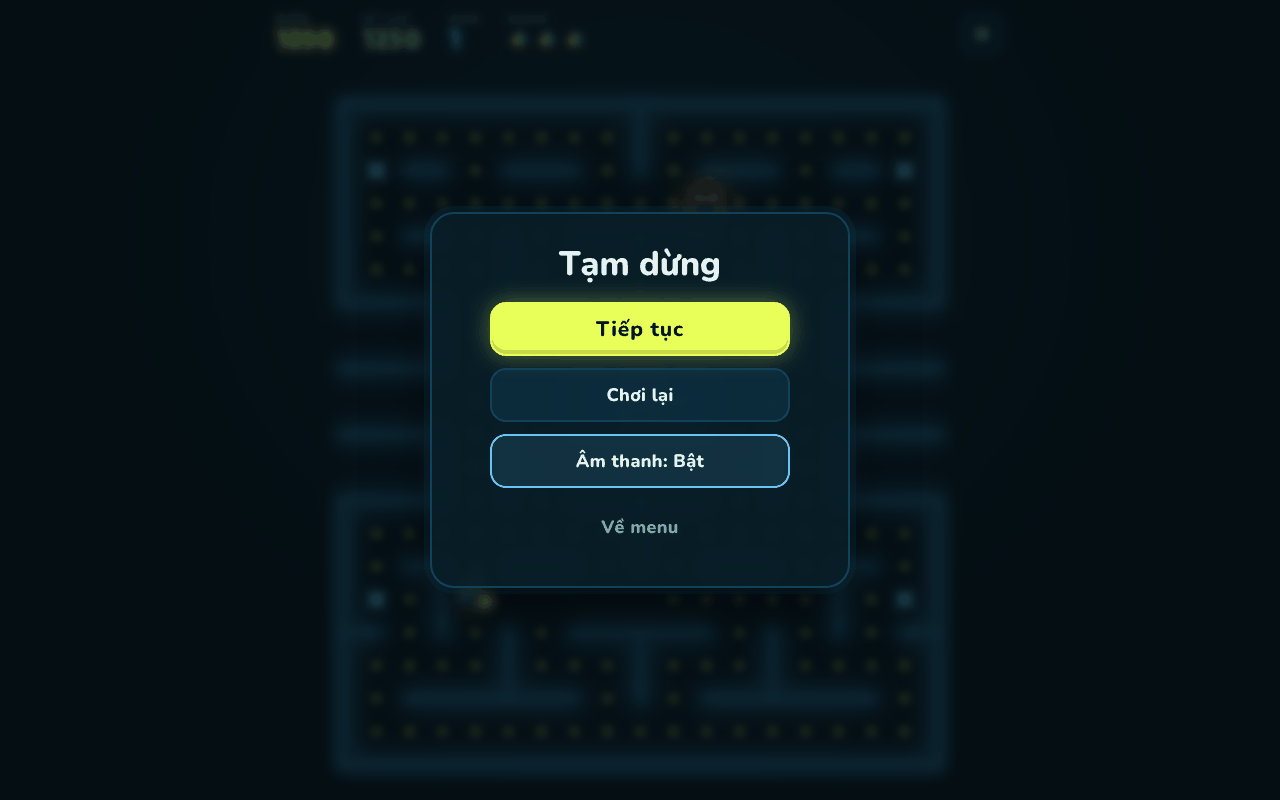 Tạm dừng
Tiếp tục
Chơi lại
Âm thanh: Bật
Về menu